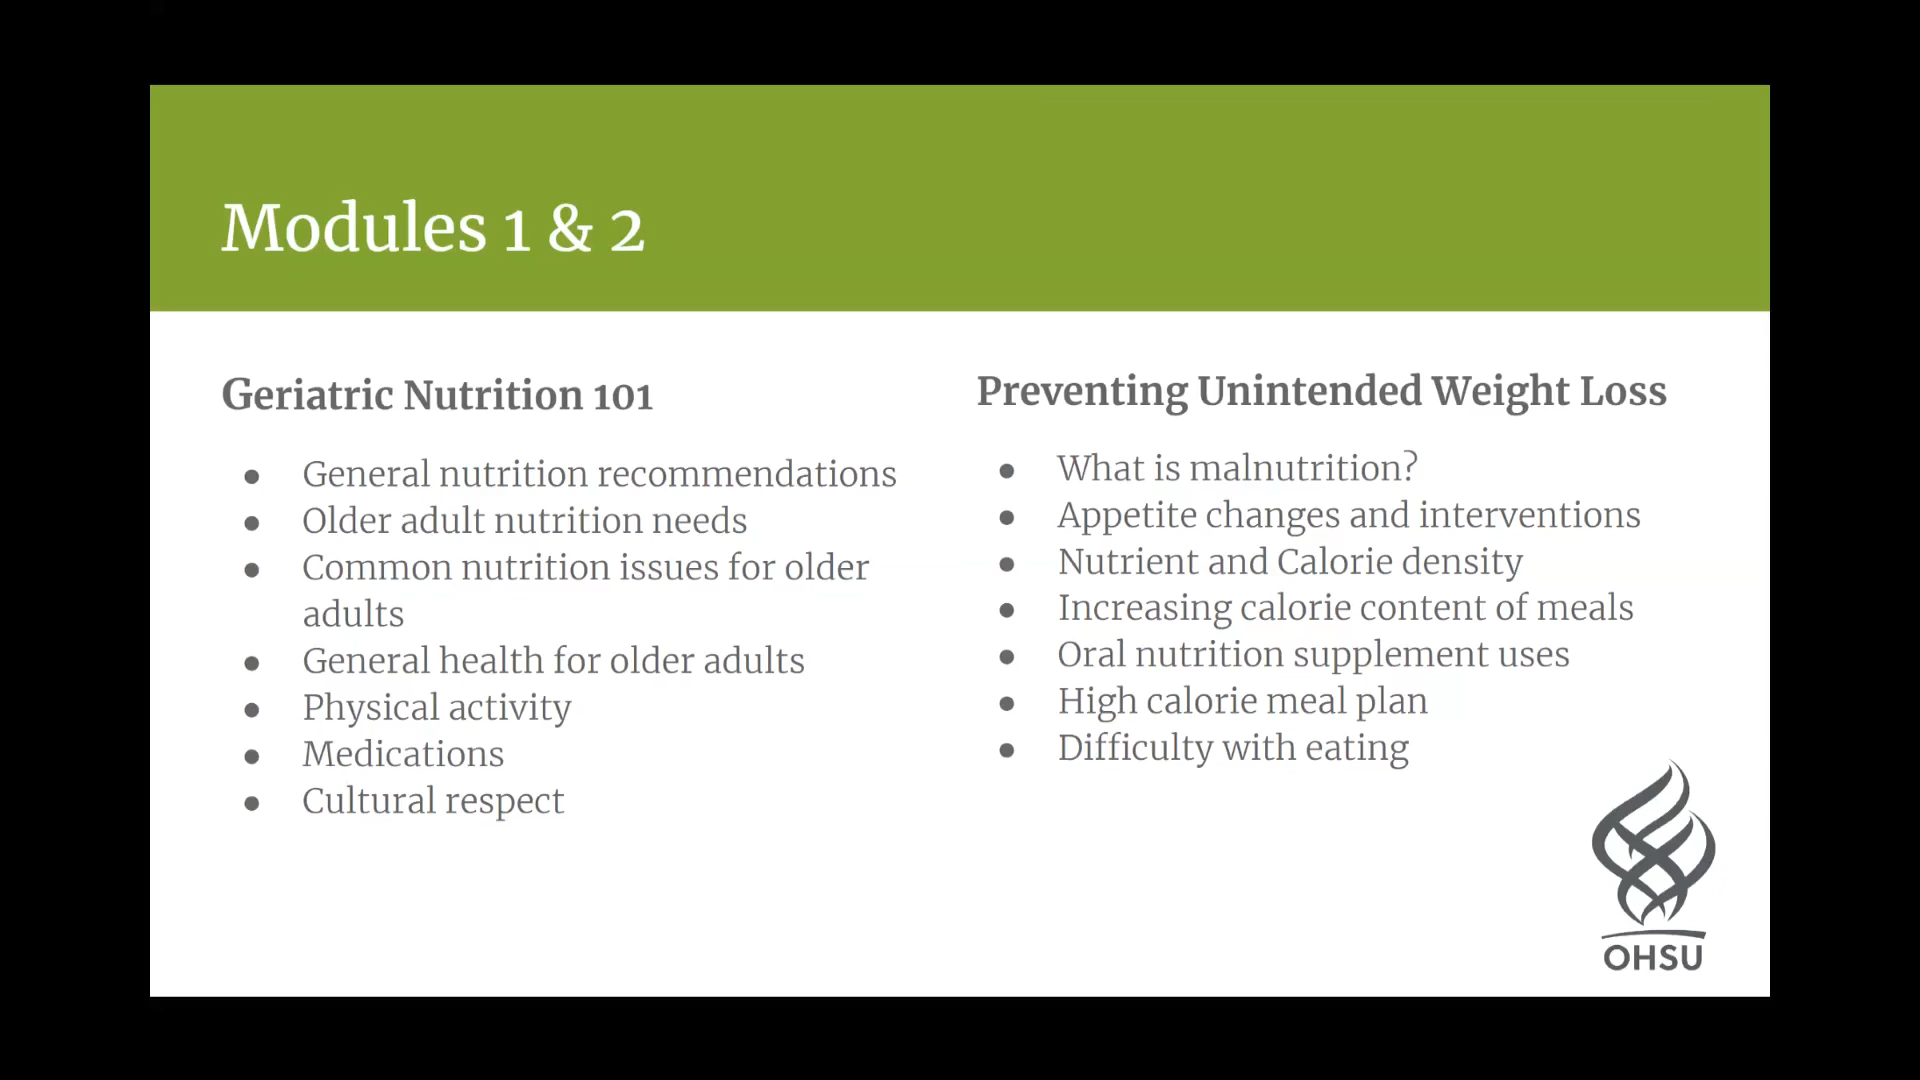 Modules 1 & 2
Geriatric Nutrition 101
● General nutrition recommendations
● Older adult nutrition needs
● Common nutrition issues for older
adults
● General health for older adults
● Physical activity
● Medications
● Cultural respect
Preventing Unintended Weight Loss
● What is malnutrition?
● Appetite changes and interventions
● Nutrient and Calorie density
● Increasing calorie content of meals
● Oral nutrition supplement uses
● High calorie meal plan
● Difficulty with eating
OHSU